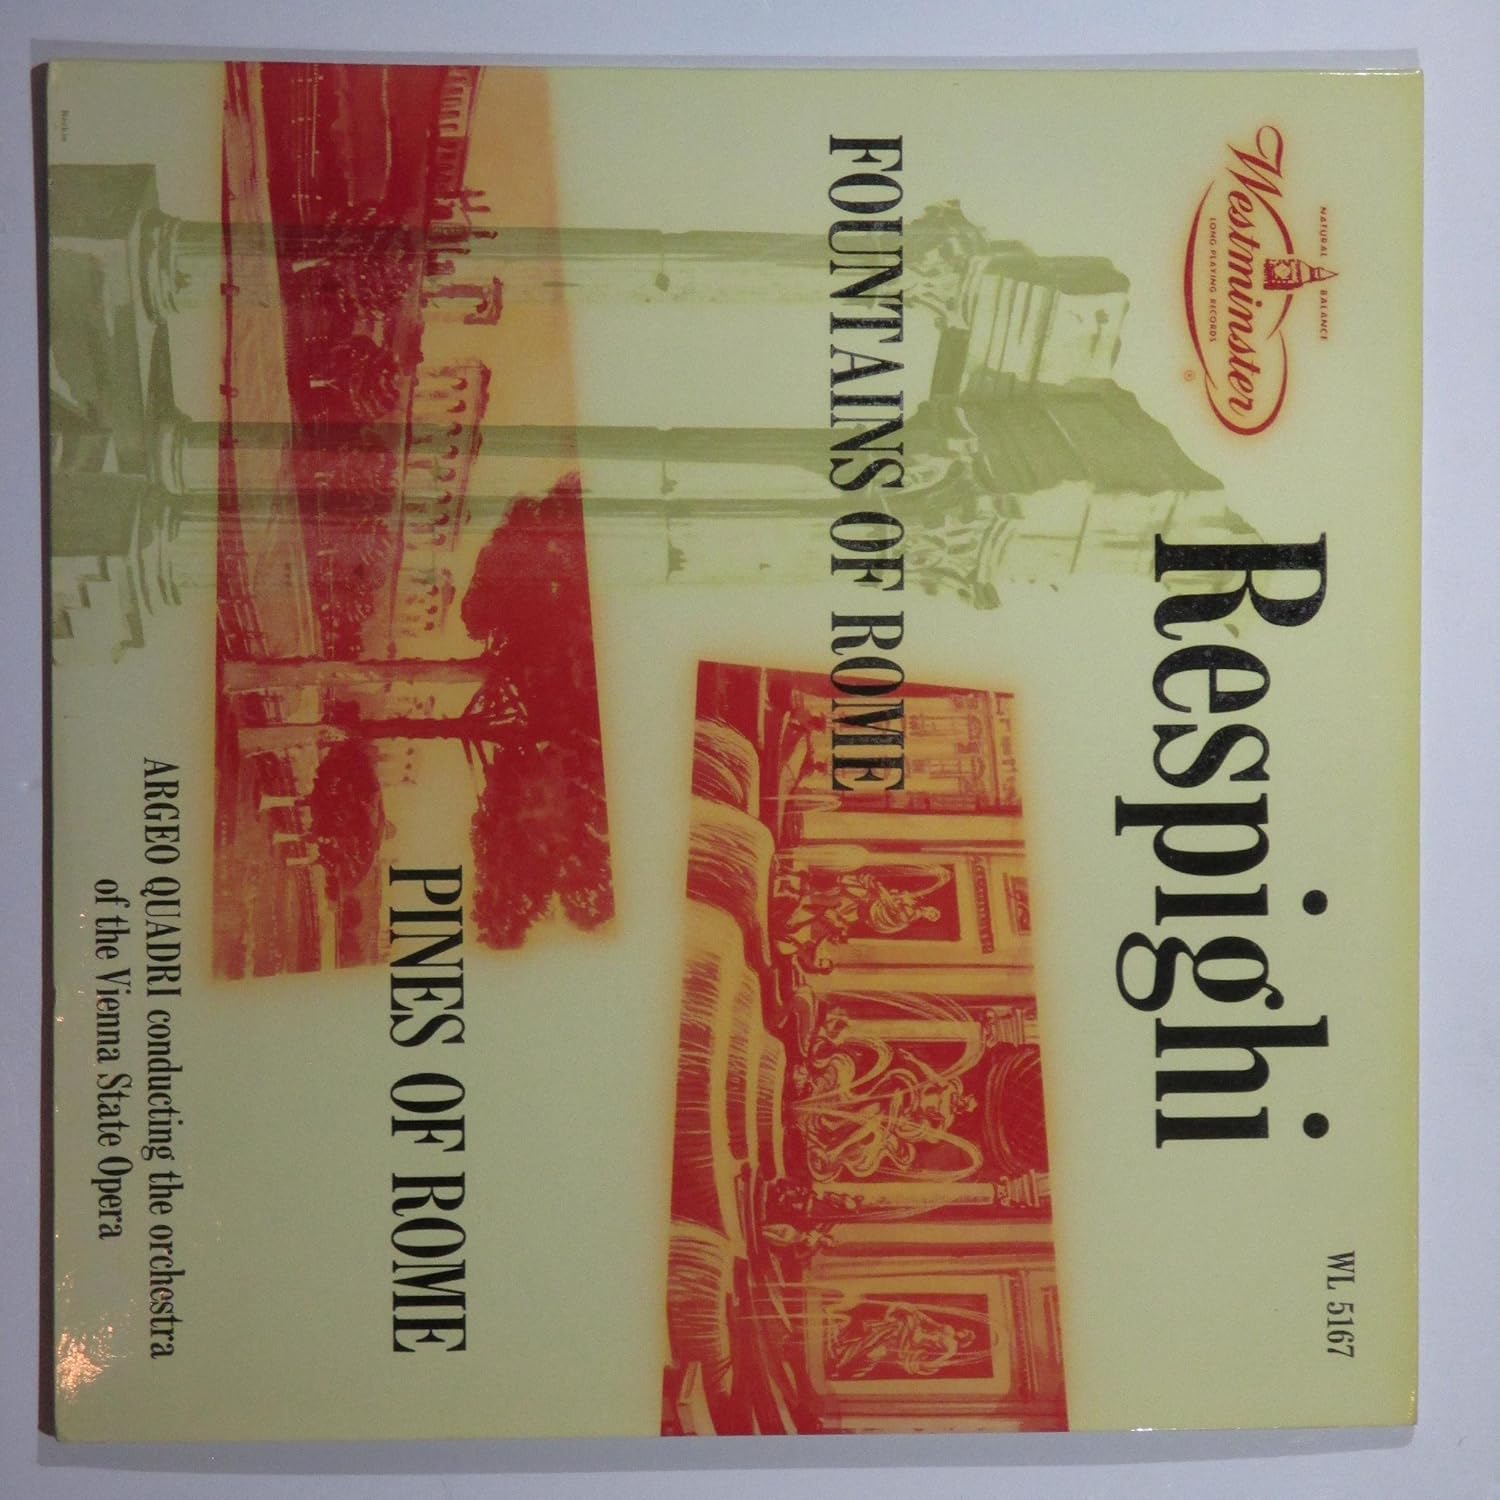 NATURAL BALANCE
Westminster
LONG PLAYING RECORDS
®
WL 5167
Respighi
FOUNTAINS OF ROME
PINES OF ROME
ARGEO QUADRI conducting the orchestra
of the Vienna State Opera